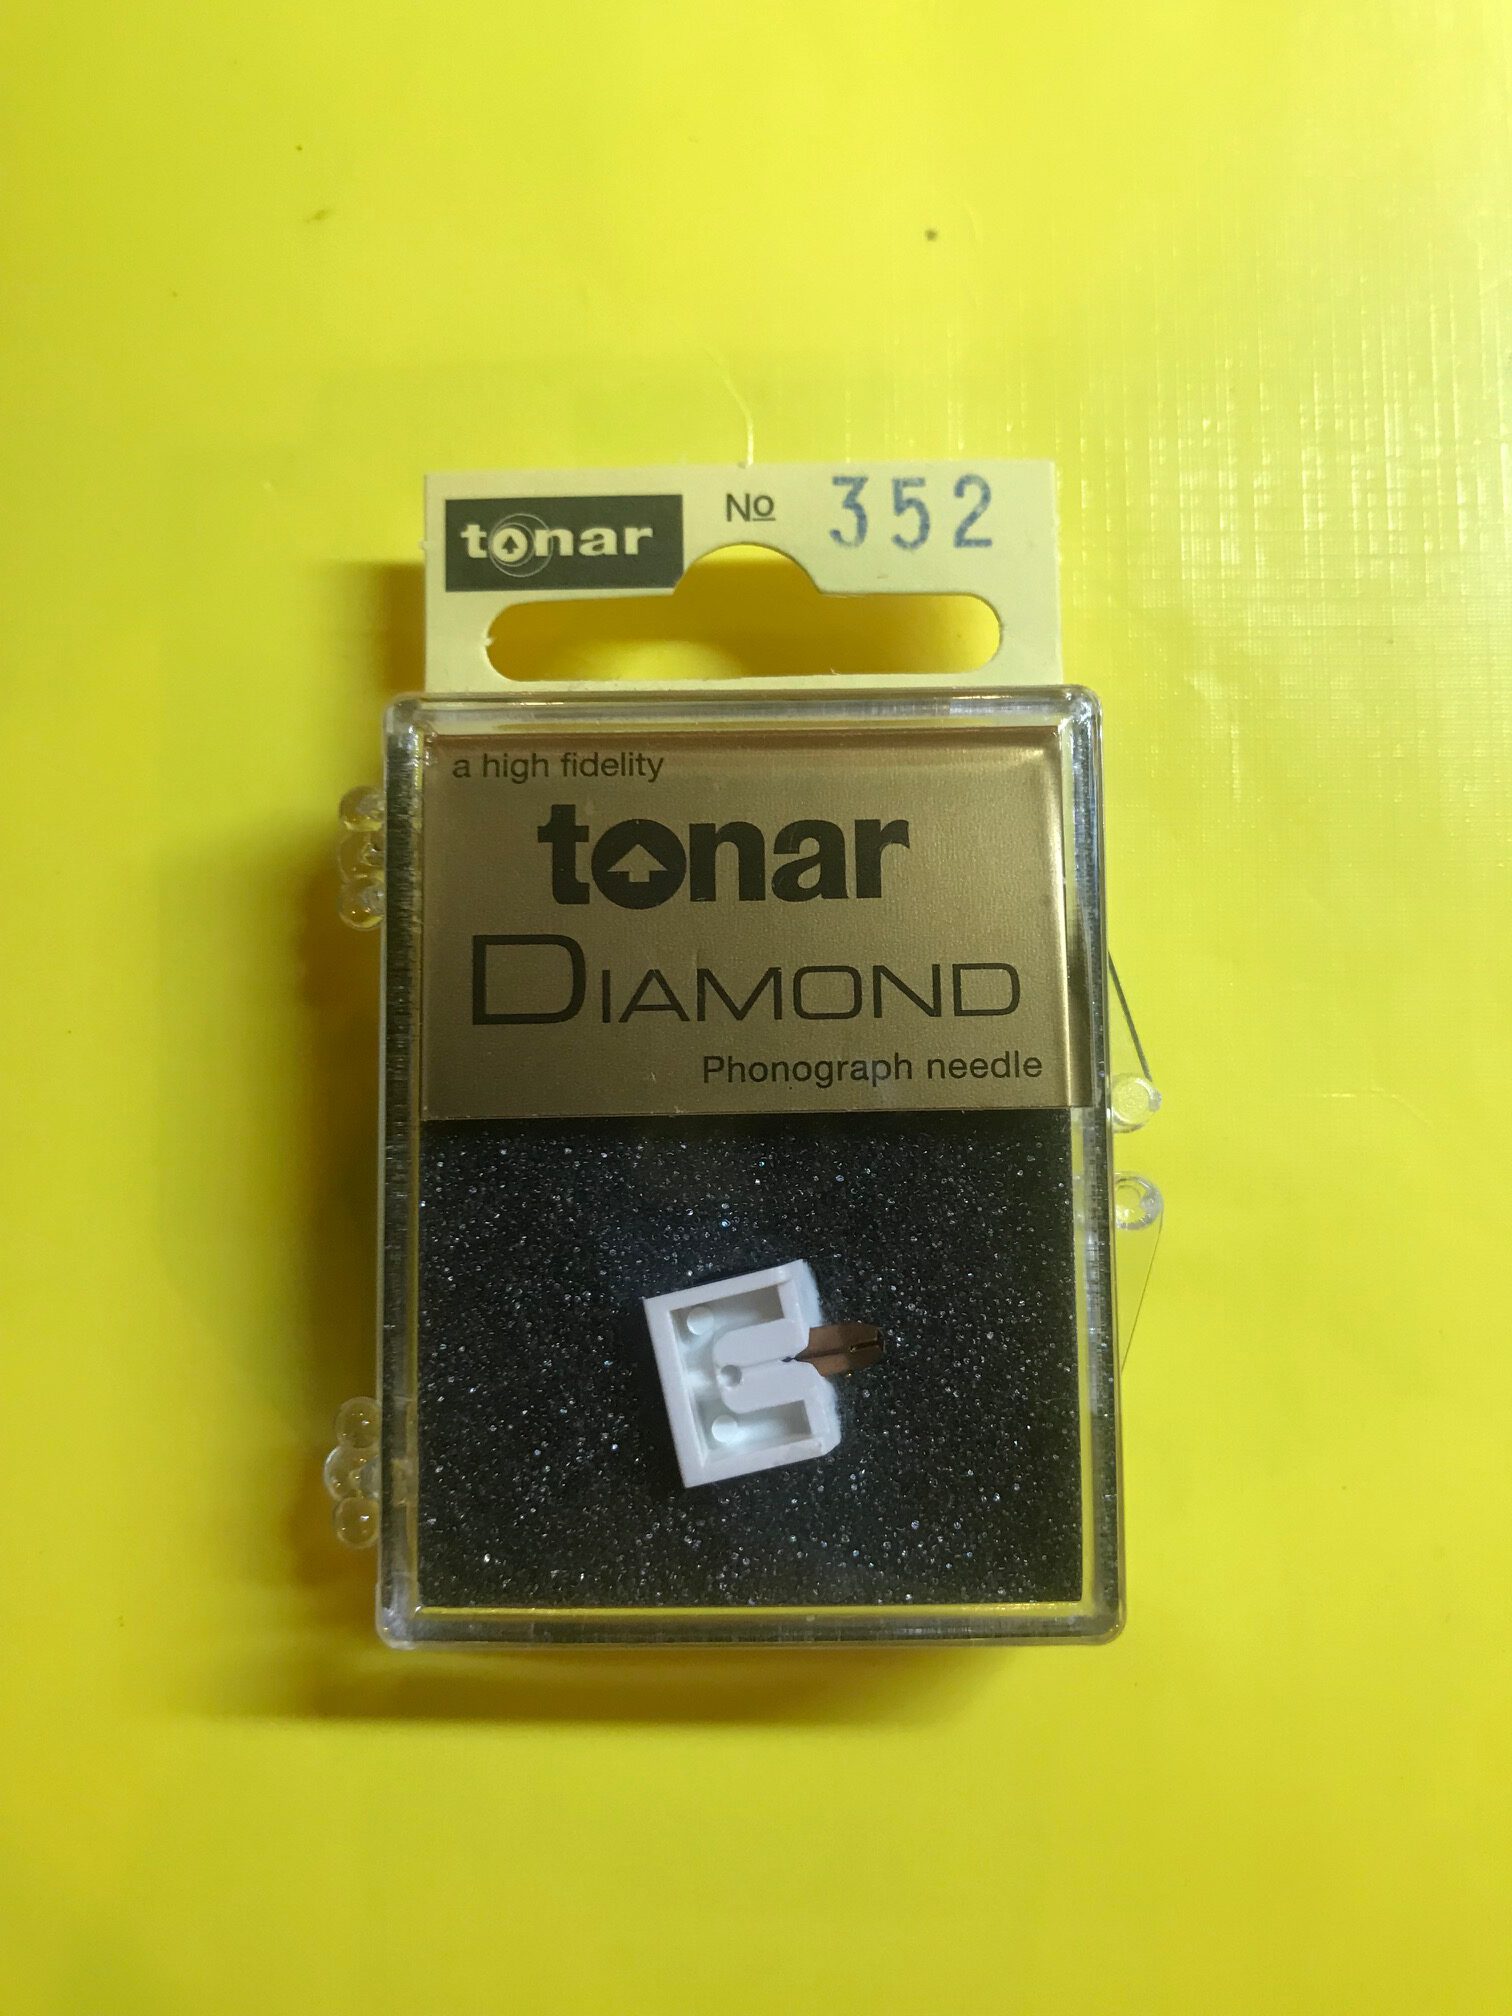 tonar No 352
a high fidelity
tonar
DIAMOND
Phonograph needle